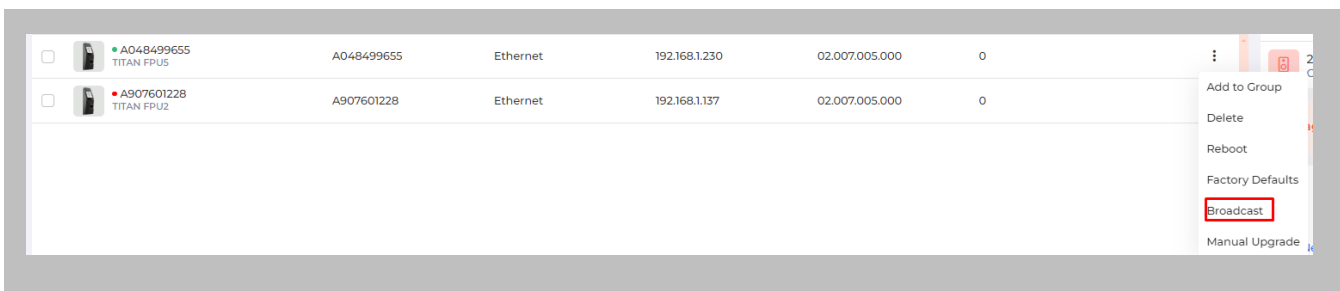 A048499655
TITAN FPU5
A048499655
Ethernet
192.168.1.230
02.007.005.000
0
A907601228
TITAN FPU2
A907601228
Ethernet
192.168.1.137
02.007.005.000
0
Add to Group
Delete
Reboot
Factory Defaults
Broadcast
Manual Upgrade
2